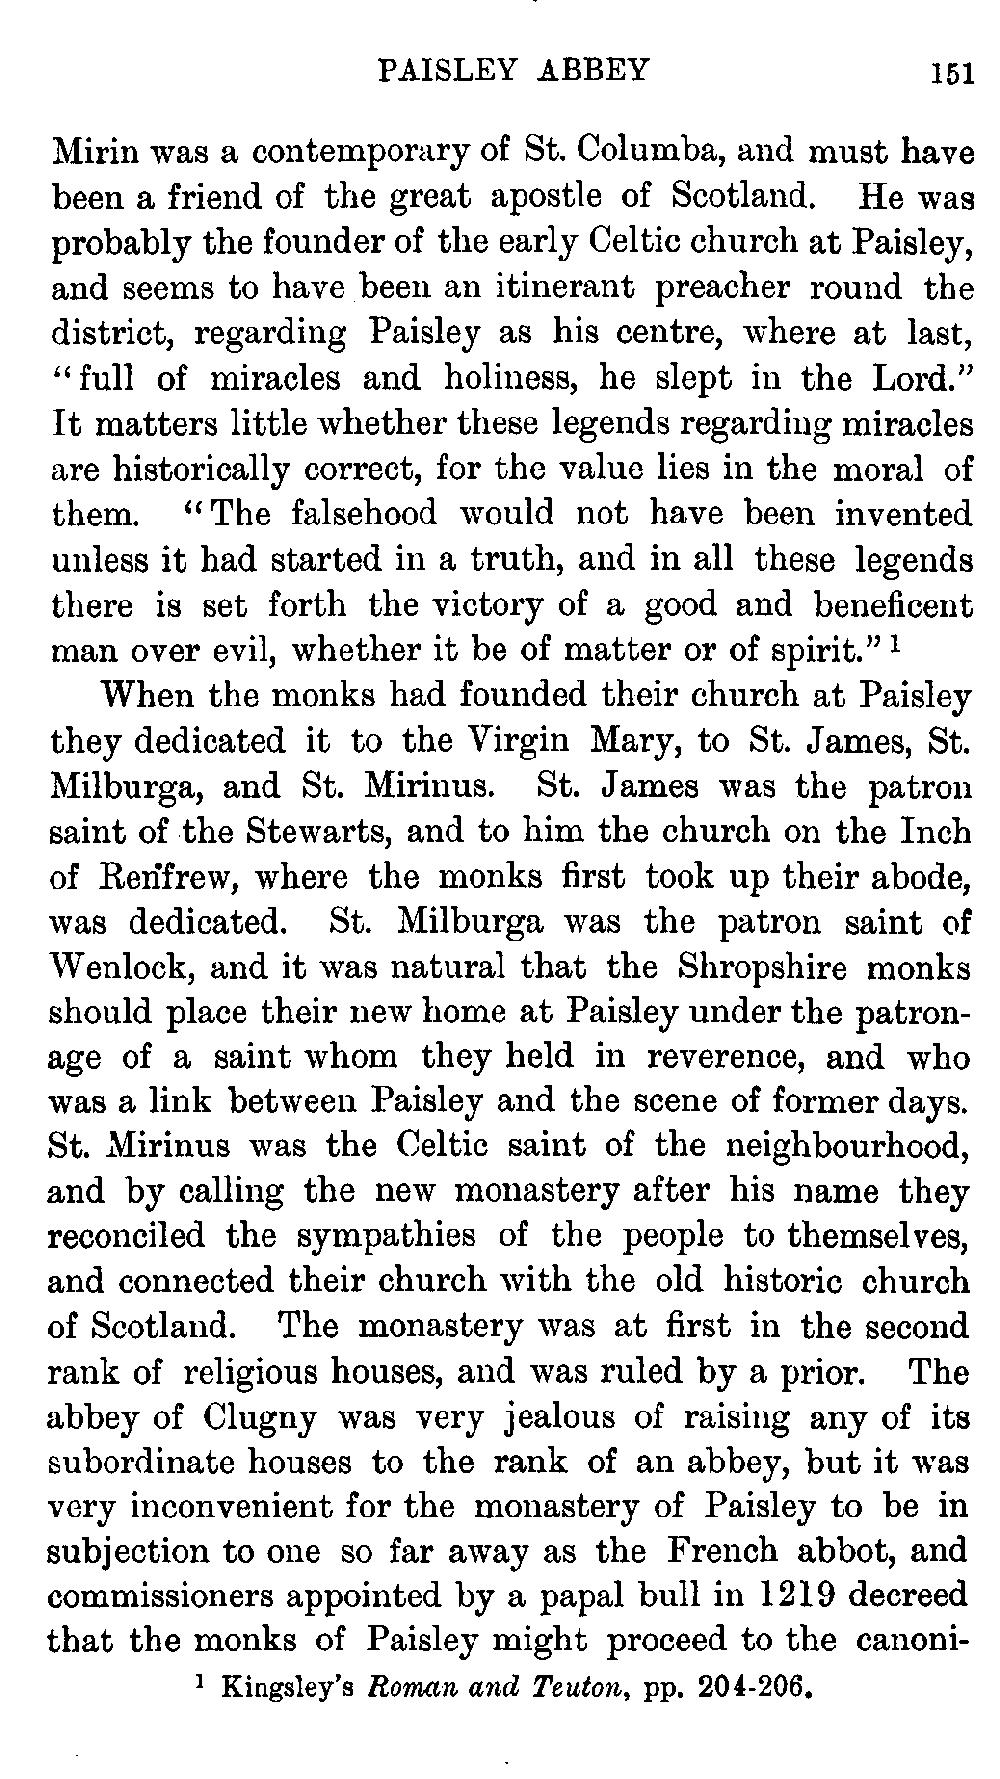 PAISLEY ABBEY 151
Mirin was a contemporary of St. Columba, and must have
been a friend of the great apostle of Scotland. He was
probably the founder of the early Celtic church at Paisley,
and seems to have been an itinerant preacher round the
district, regarding Paisley as his centre, where at last,
“full of miracles and holiness, he slept in the Lord.”
It matters little whether these legends regarding miracles
are historically correct, for the value lies in the moral of
them. “The falsehood would not have been invented
unless it had started in a truth, and in all these legends
there is set forth the victory of a good and beneficent
man over evil, whether it be of matter or of spirit.” ¹
When the monks had founded their church at Paisley
they dedicated it to the Virgin Mary, to St. James, St.
Milburga, and St. Mirinus. St. James was the patron
saint of the Stewarts, and to him the church on the Inch
of Renfrew, where the monks first took up their abode,
was dedicated. St. Milburga was the patron saint of
Wenlock, and it was natural that the Shropshire monks
should place their new home at Paisley under the patron-
age of a saint whom they held in reverence, and who
was a link between Paisley and the scene of former days.
St. Mirinus was the Celtic saint of the neighbourhood,
and by calling the new monastery after his name they
reconciled the sympathies of the people to themselves,
and connected their church with the old historic church
of Scotland. The monastery was at first in the second
rank of religious houses, and was ruled by a prior. The
abbey of Clugny was very jealous of raising any of its
subordinate houses to the rank of an abbey, but it was
very inconvenient for the monastery of Paisley to be in
subjection to one so far away as the French abbot, and
commissioners appointed by a papal bull in 1219 decreed
that the monks of Paisley might proceed to the canoni-
¹ Kingsley's Roman and Teuton, pp. 204-206.